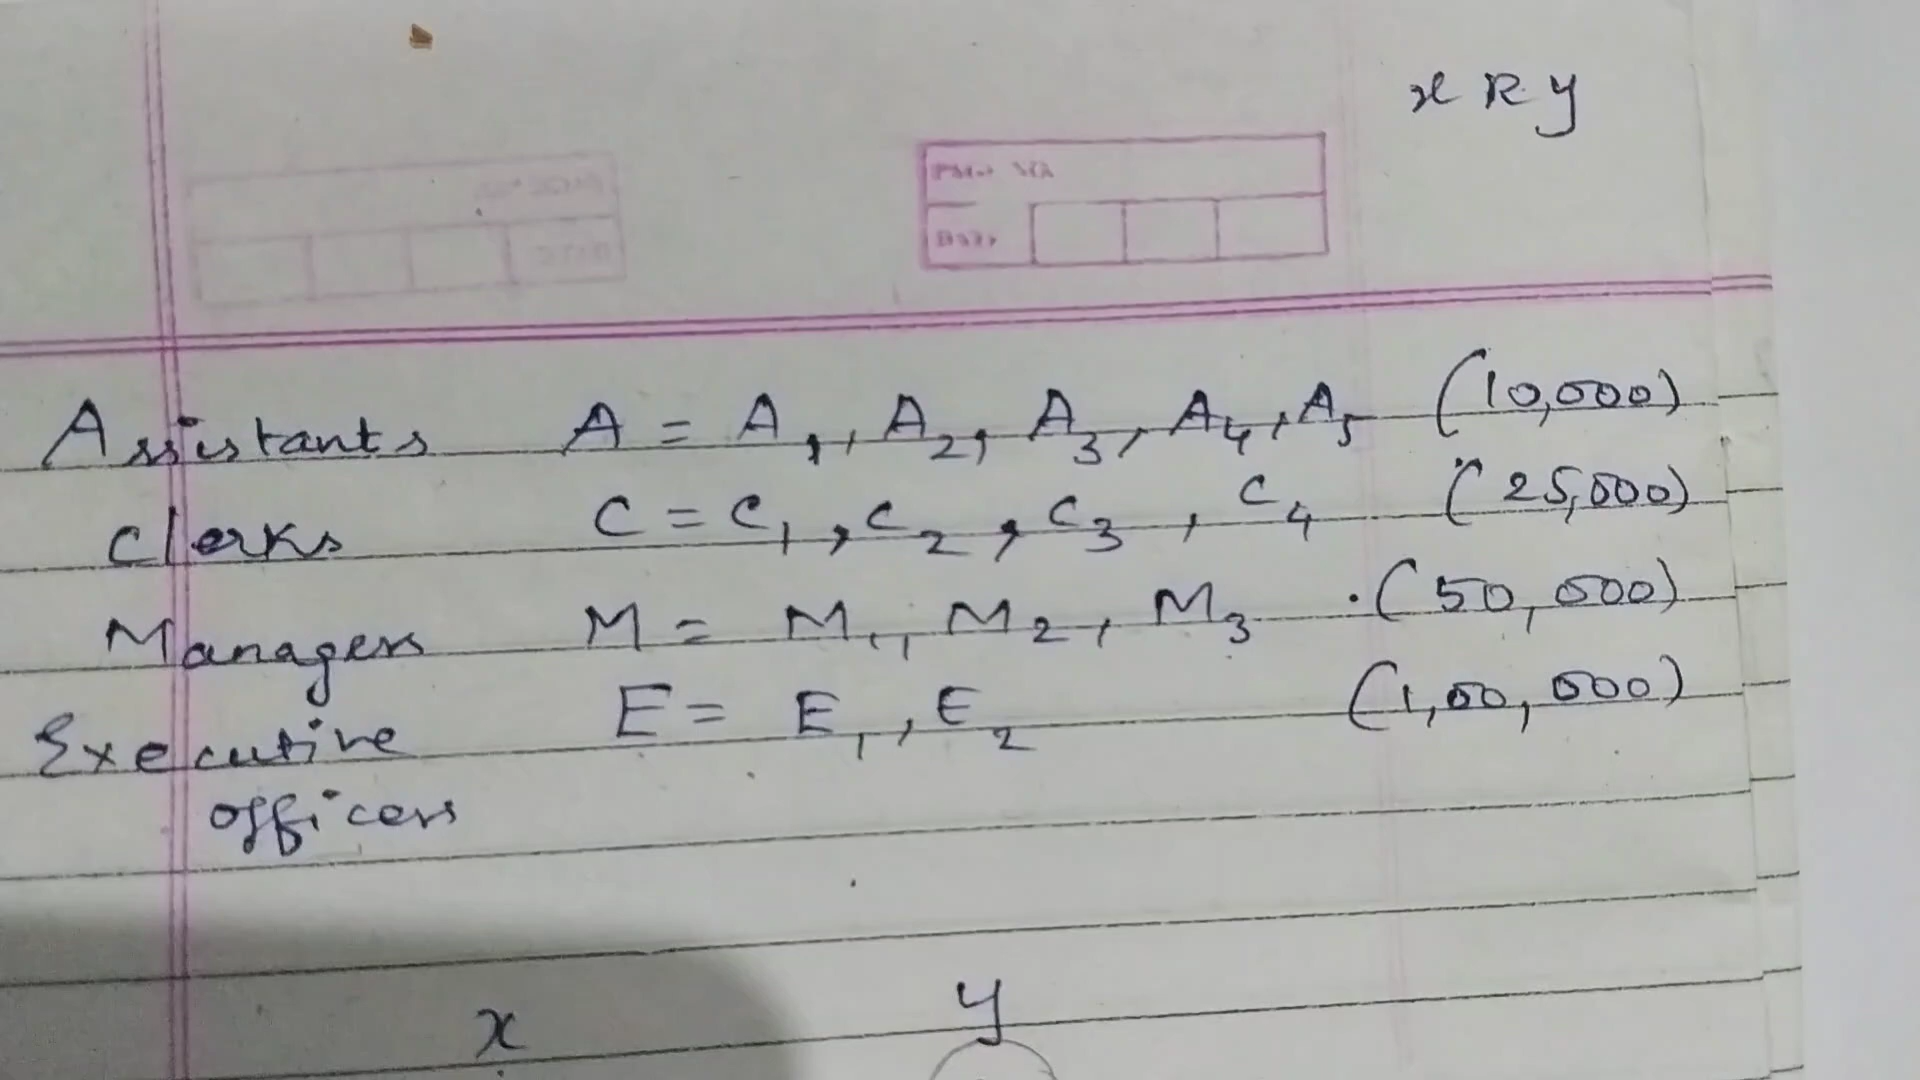 x R y
Assistants A = A1, A2, A3, A4, A5 (10,000)
Clerks C = C1, C2, C3, C4 (25,000)
Managers M = M1, M2, M3 (50,000)
Executive E = E1, E2 (1,00,000)
officers
x y